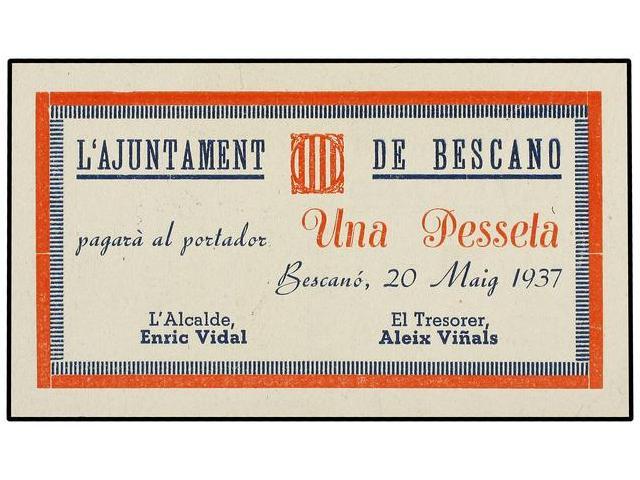 L'AJUNTAMENT DE BESCANO
pagarà al portador Una Pesseta
Bescanó, 20 Maig 1937
L'Alcalde, El Tresorer,
Enric Vidal Aleix Viñals